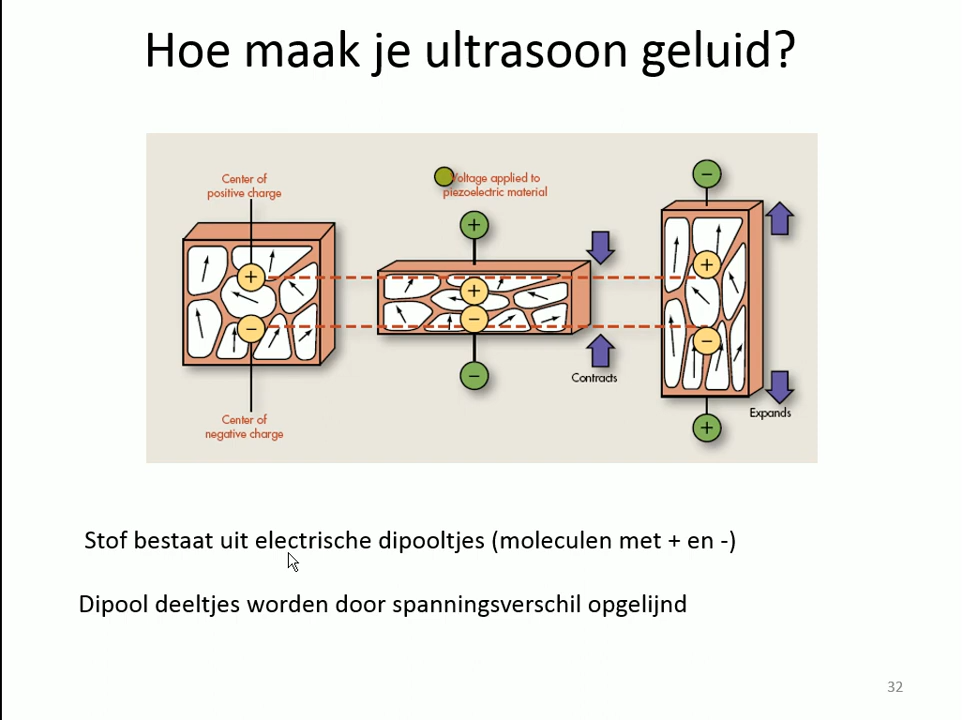 Hoe maak je ultrasoon geluid?
Center of
positive charge
Voltage applied to
piezoelectric material
−
+
+
+
+
−
−
−
−
Contracts
Expands
+
Center of
negative charge
Stof bestaat uit electrische dipooltjes (moleculen met + en -)
Dipool deeltjes worden door spanningsverschil opgelijnd
32